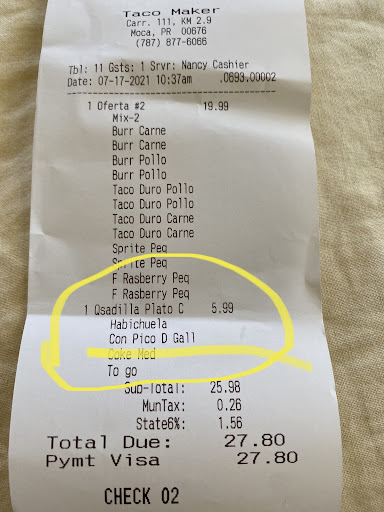 Taco Maker
Carr. 111, KM 2.9
Moca, PR 00676
(787) 877-6066
Tbl: 11 Gsts: 1 Srvr: Nancy Cashier
Date: 07-17-2021 10:37am .0693.00002
1 Oferta #2 19.99
Mix-2
Burr Carne
Burr Carne
Burr Pollo
Burr Pollo
Taco Duro Pollo
Taco Duro Pollo
Taco Duro Carne
Taco Duro Carne
Sprite Peq
Sprite Peq
F Rasberry Peq
F Rasberry Peq
1 Qsadilla Plato C 5.99
Habichuela
Con Pico D Gall
Coke Med
To go
Sub-Total: 25.98
MunTax: 0.26
State6%: 1.56
Total Due: 27.80
Pymt Visa 27.80
CHECK 02